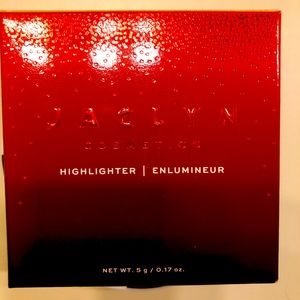 JACLYN
COSMETICS
HIGHLIGHTER | ENLUMINEUR
NET. WT. 5 g / 0.17 oz.